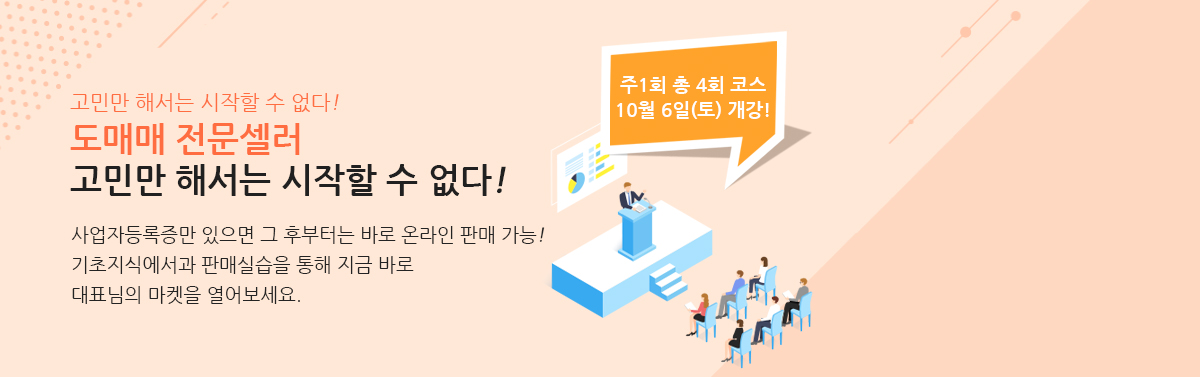 고민만 해서는 시작할 수 없다!
도매매 전문셀러
고민만 해서는 시작할 수 없다!
사업자등록증만 있으면 그 후부터는 바로 온라인 판매 가능!
기초지식에서과 판매실습을 통해 지금 바로
대표님의 마켓을 열어보세요.
주1회 총 4회 코스
10월 6일(토) 개강!